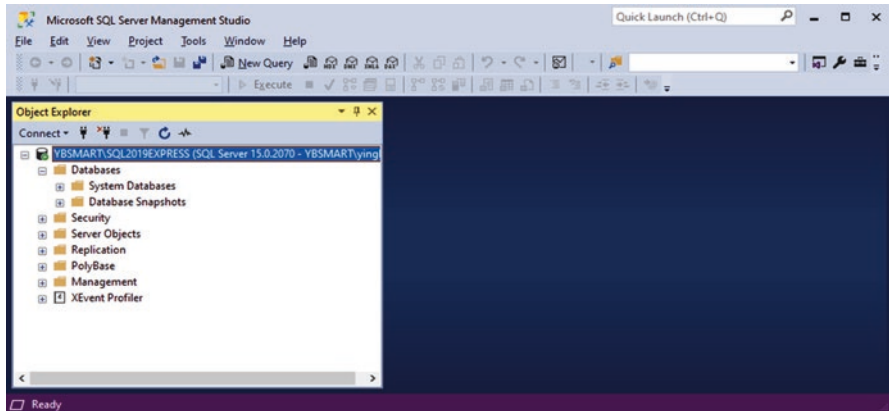 Microsoft SQL Server Management Studio
Quick Launch (Ctrl+Q)
File Edit View Project Tools Window Help
New Query
Execute
Object Explorer
Connect
YBSMART\SQL2019EXPRESS (SQL Server 15.0.2070 - YBSMART\ying
Databases
System Databases
Database Snapshots
Security
Server Objects
Replication
PolyBase
Management
XEvent Profiler
Ready